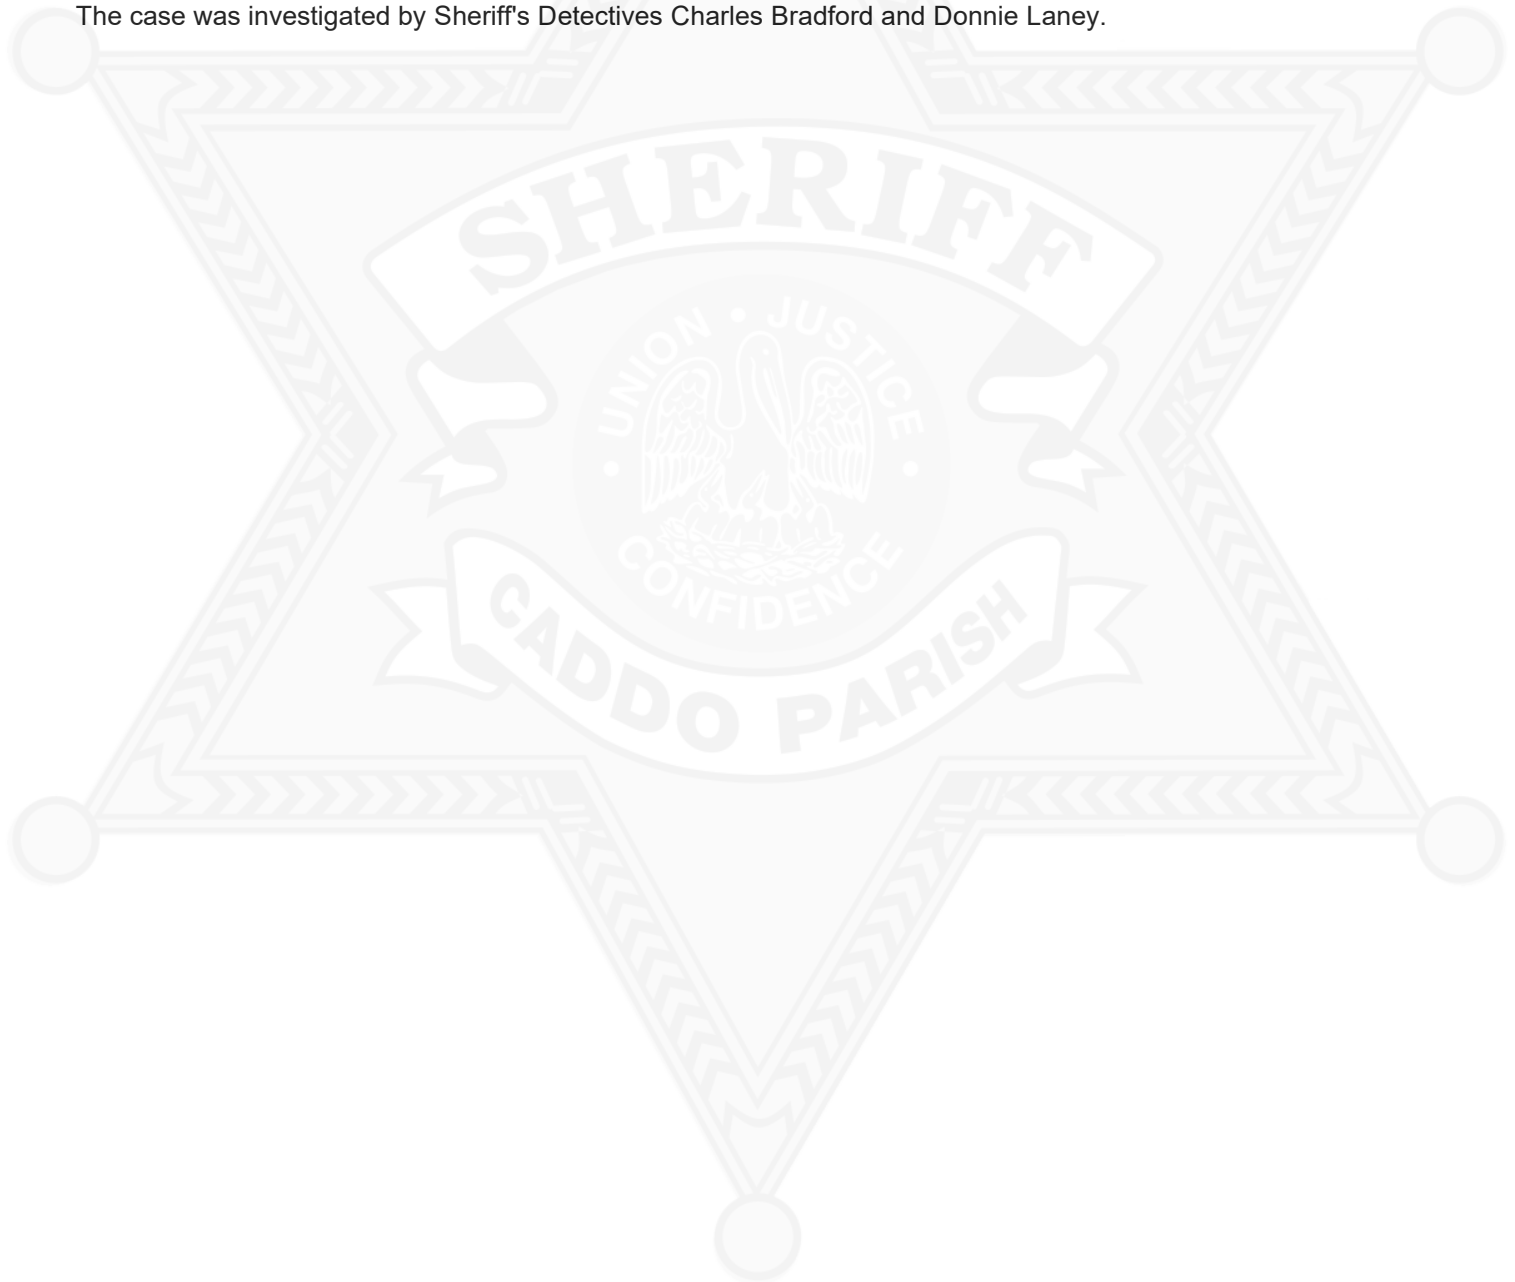 The case was investigated by Sheriff's Detectives Charles Bradford and Donnie Laney.
SHERIFF
UNION • JUSTICE
• CONFIDENCE •
CADDO PARISH